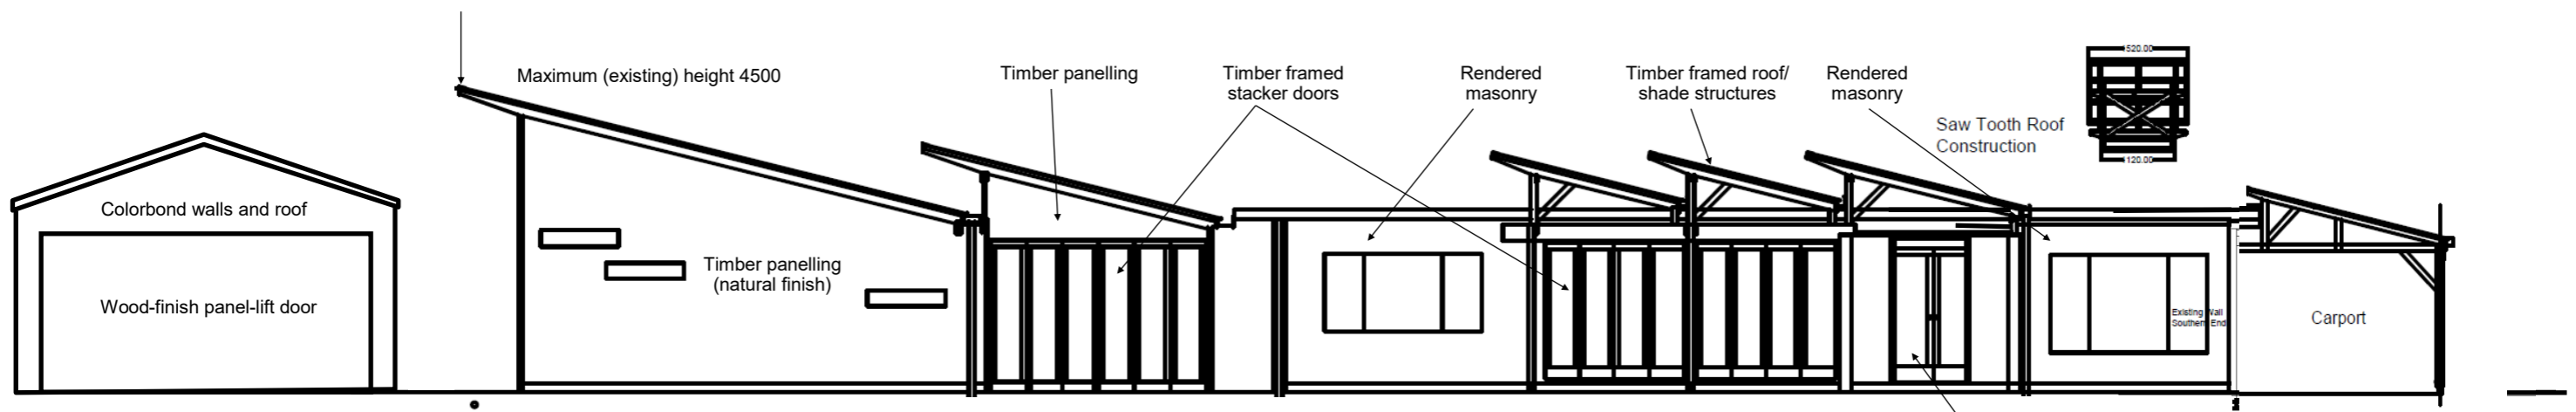 Maximum (existing) height 4500
Timber panelling
Timber framed
stacker doors
Rendered
masonry
Timber framed roof/
shade structures
Rendered
masonry
Saw Tooth Roof
Construction
1520.00
1120.00
Colorbond walls and roof
Wood-finish panel-lift door
Timber panelling
(natural finish)
Existing Wall
Southern End
Carport